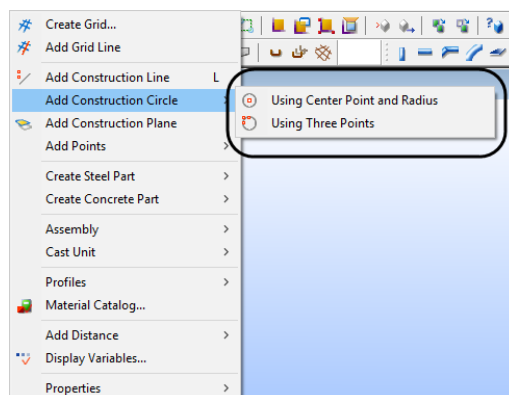 Create Grid...
Add Grid Line
Add Construction Line L
Add Construction Circle >
Using Center Point and Radius
Using Three Points
Add Construction Plane
Add Points >
Create Steel Part >
Create Concrete Part >
Assembly >
Cast Unit >
Profiles >
Material Catalog...
Add Distance >
Display Variables...
Properties >